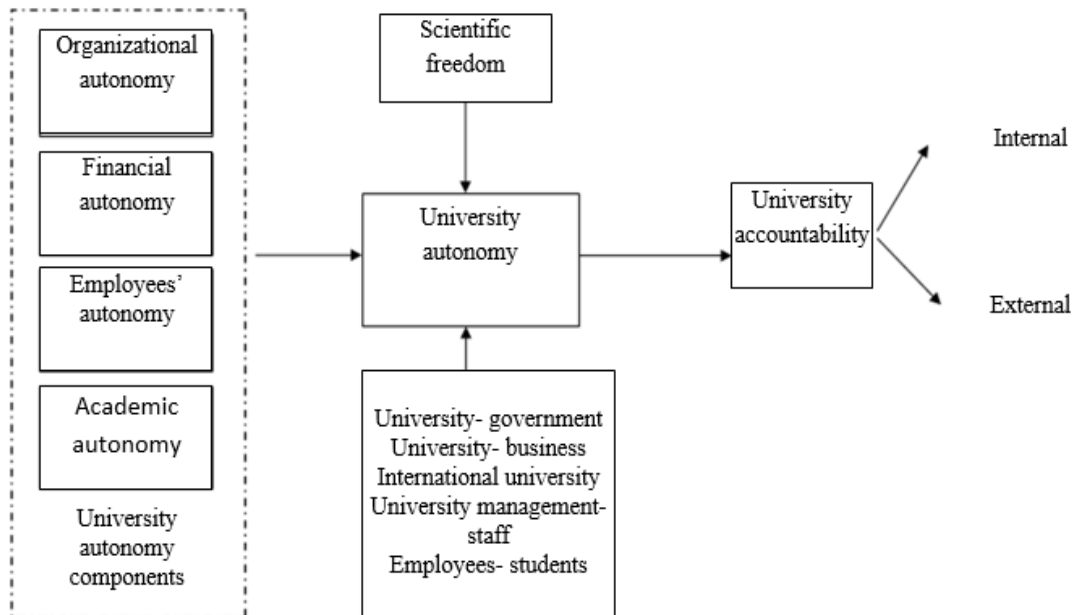 Organizational
autonomy
Financial
autonomy
Employees’
autonomy
Academic
autonomy
University
autonomy
components
Scientific
freedom
University
autonomy
University- government
University- business
International university
University management-
staff
Employees- students
University
accountability
Internal
External